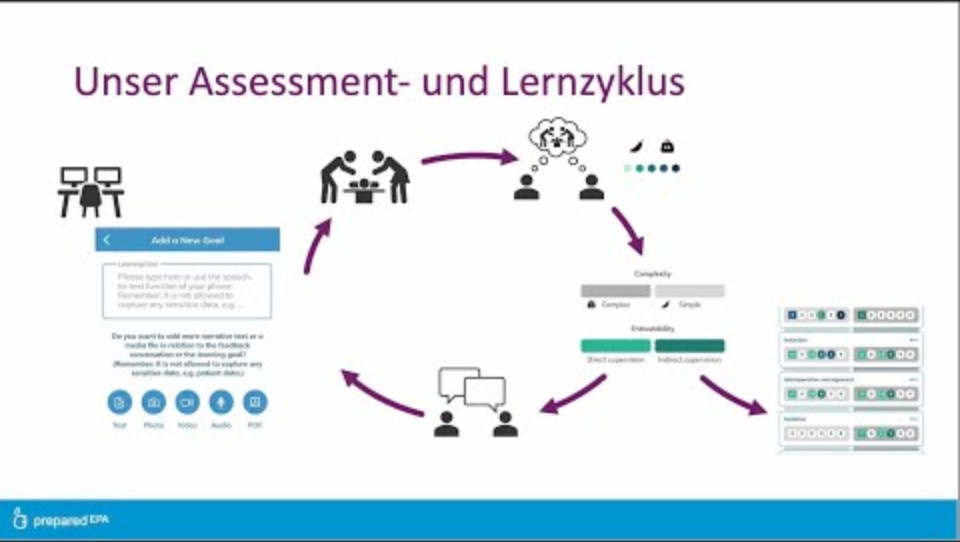 Unser Assessment- und Lernzyklus
Add a New Goal
Learning Goal
Please type here or use the speech-
to-text function of your phone.
Remember, it is not allowed to
capture any sensitive data, e.g. ...
Do you want to add more narrative text or a
media file in relation to the feedback
conversation or the learning goal?
(Remember, it is not allowed to capture any
sensitive data, e.g. patient data.)
Text Photo Video Audio PDF
Complexity
Complex Simple
Entrustability
Direct supervision Indirect supervision
prepared EPA